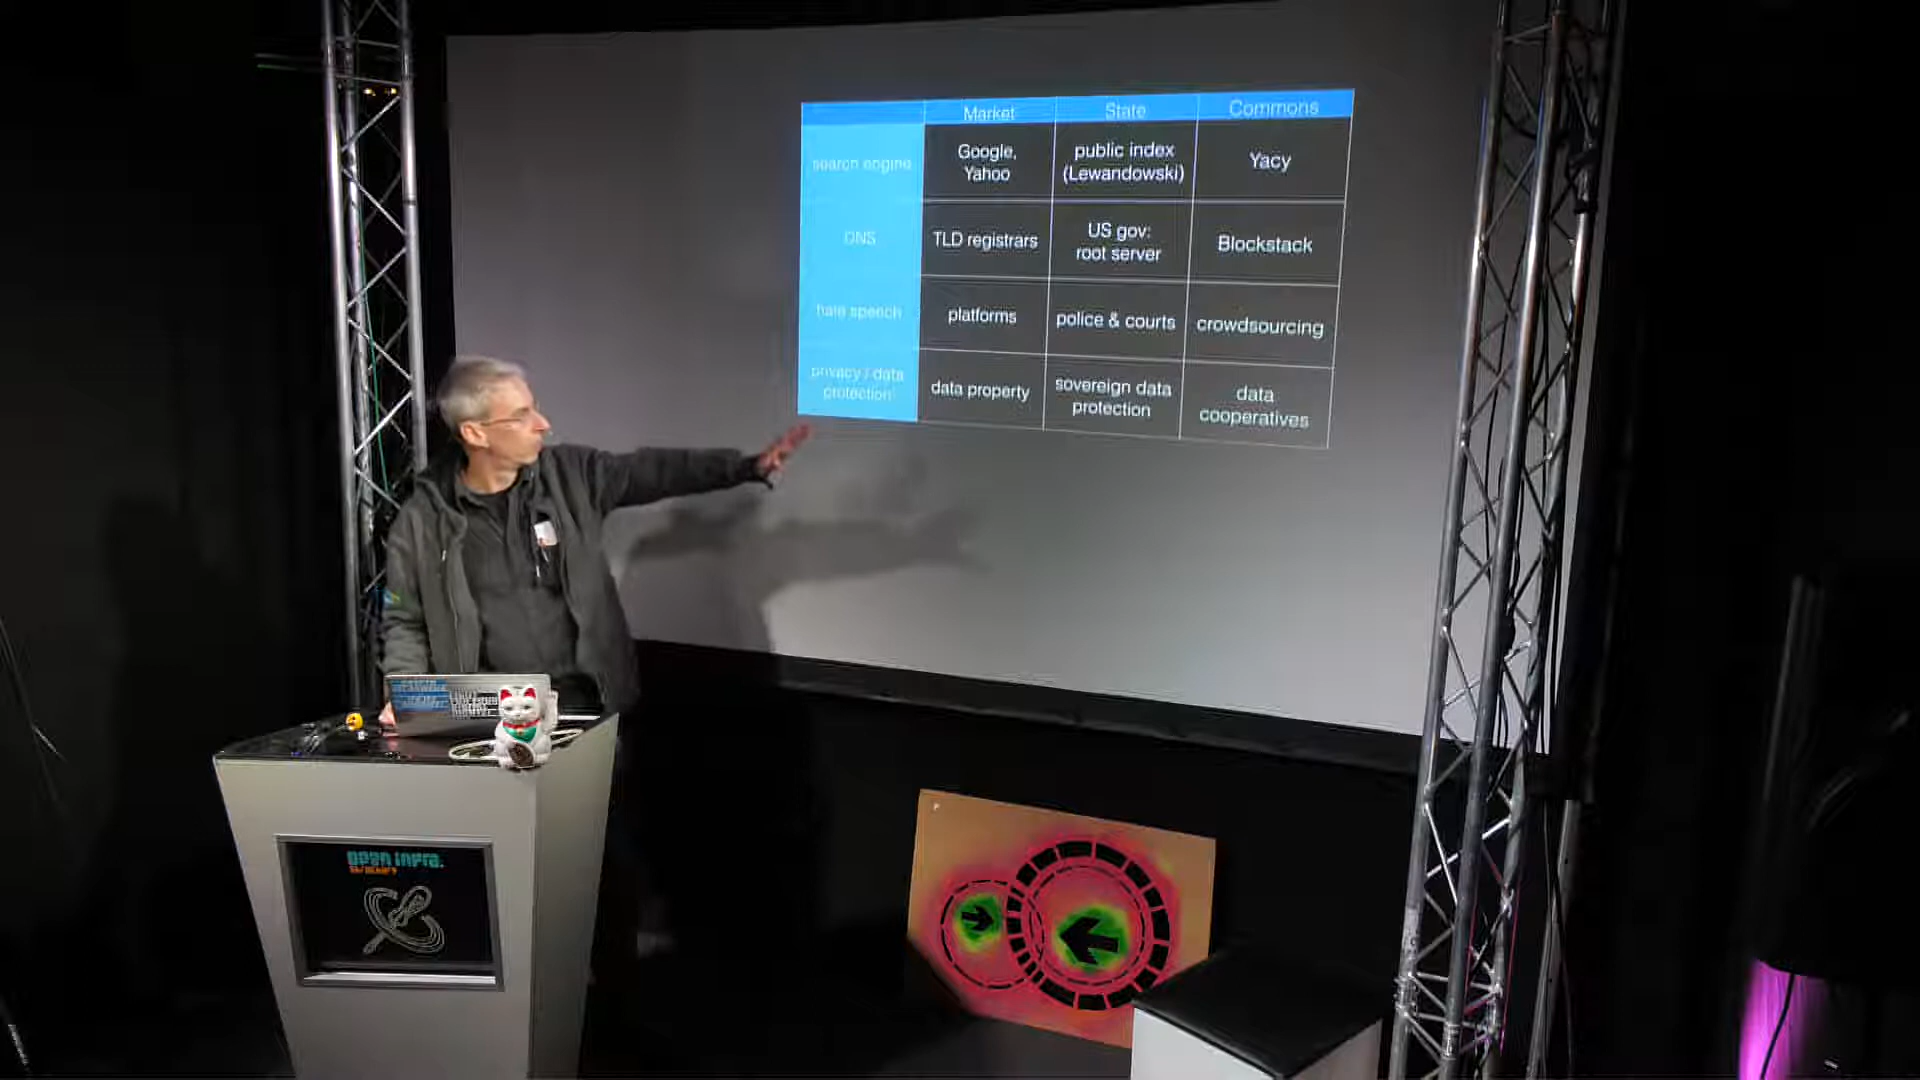 Market State Commons
search engine
Google,
Yahoo
public index
(Lewandowski)
Yacy
DNS
TLD registrars
US gov:
root server
Blockstack
hate speech
platforms
police & courts
crowdsourcing
privacy / data
protection
data property
sovereign data
protection
data
cooperatives
open infra.